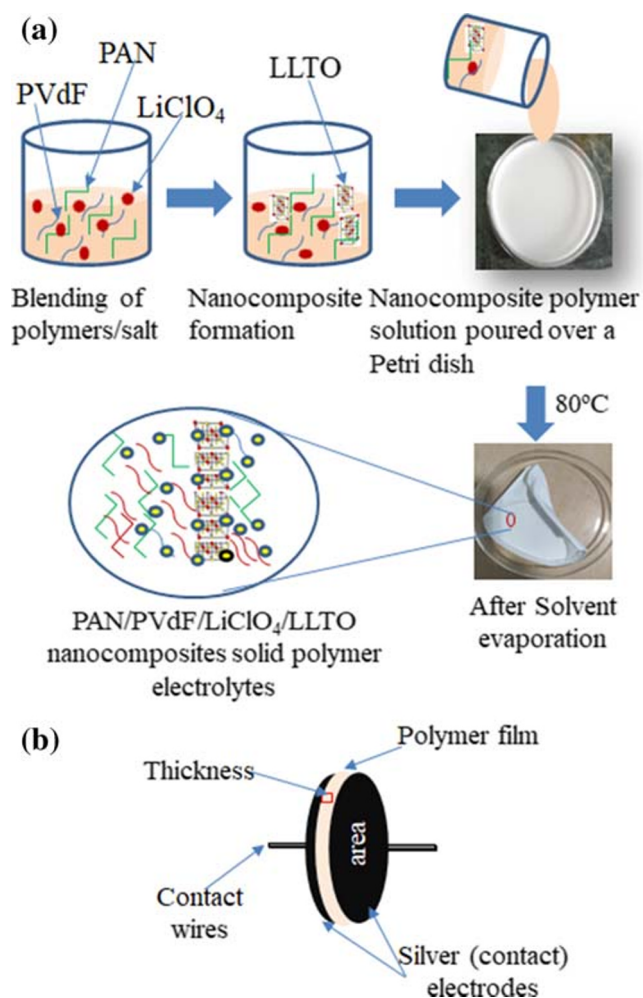 (a)
PAN
PVdF
LiClO₄
LLTO
Blending of
polymers/salt
Nanocomposite
formation
Nanocomposite polymer
solution poured over a
Petri dish
80ºC
PAN/PVdF/LiClO₄/LLTO
nanocomposites solid polymer
electrolytes
After Solvent
evaporation
(b)
Polymer film
Thickness
area
Contact
wires
Silver (contact)
electrodes